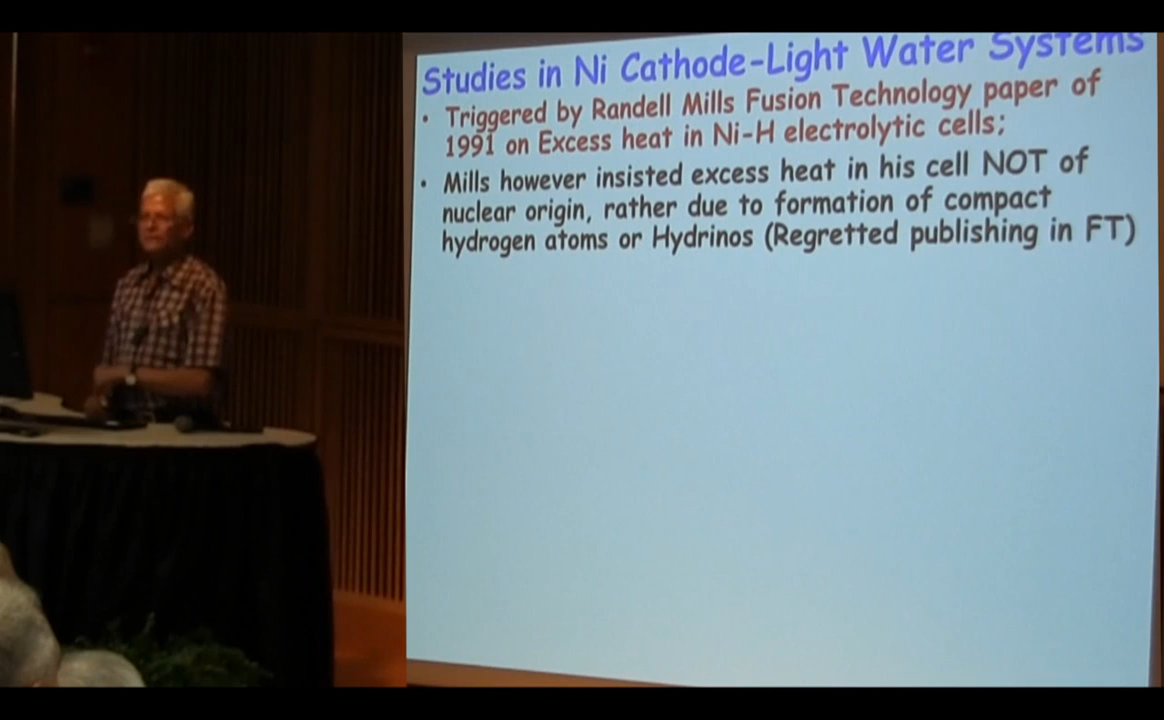 Studies in Ni Cathode-Light Water Systems
• Triggered by Randell Mills Fusion Technology paper of
1991 on Excess heat in Ni-H electrolytic cells;
• Mills however insisted excess heat in his cell NOT of
nuclear origin, rather due to formation of compact
hydrogen atoms or Hydrinos (Regretted publishing in FT)